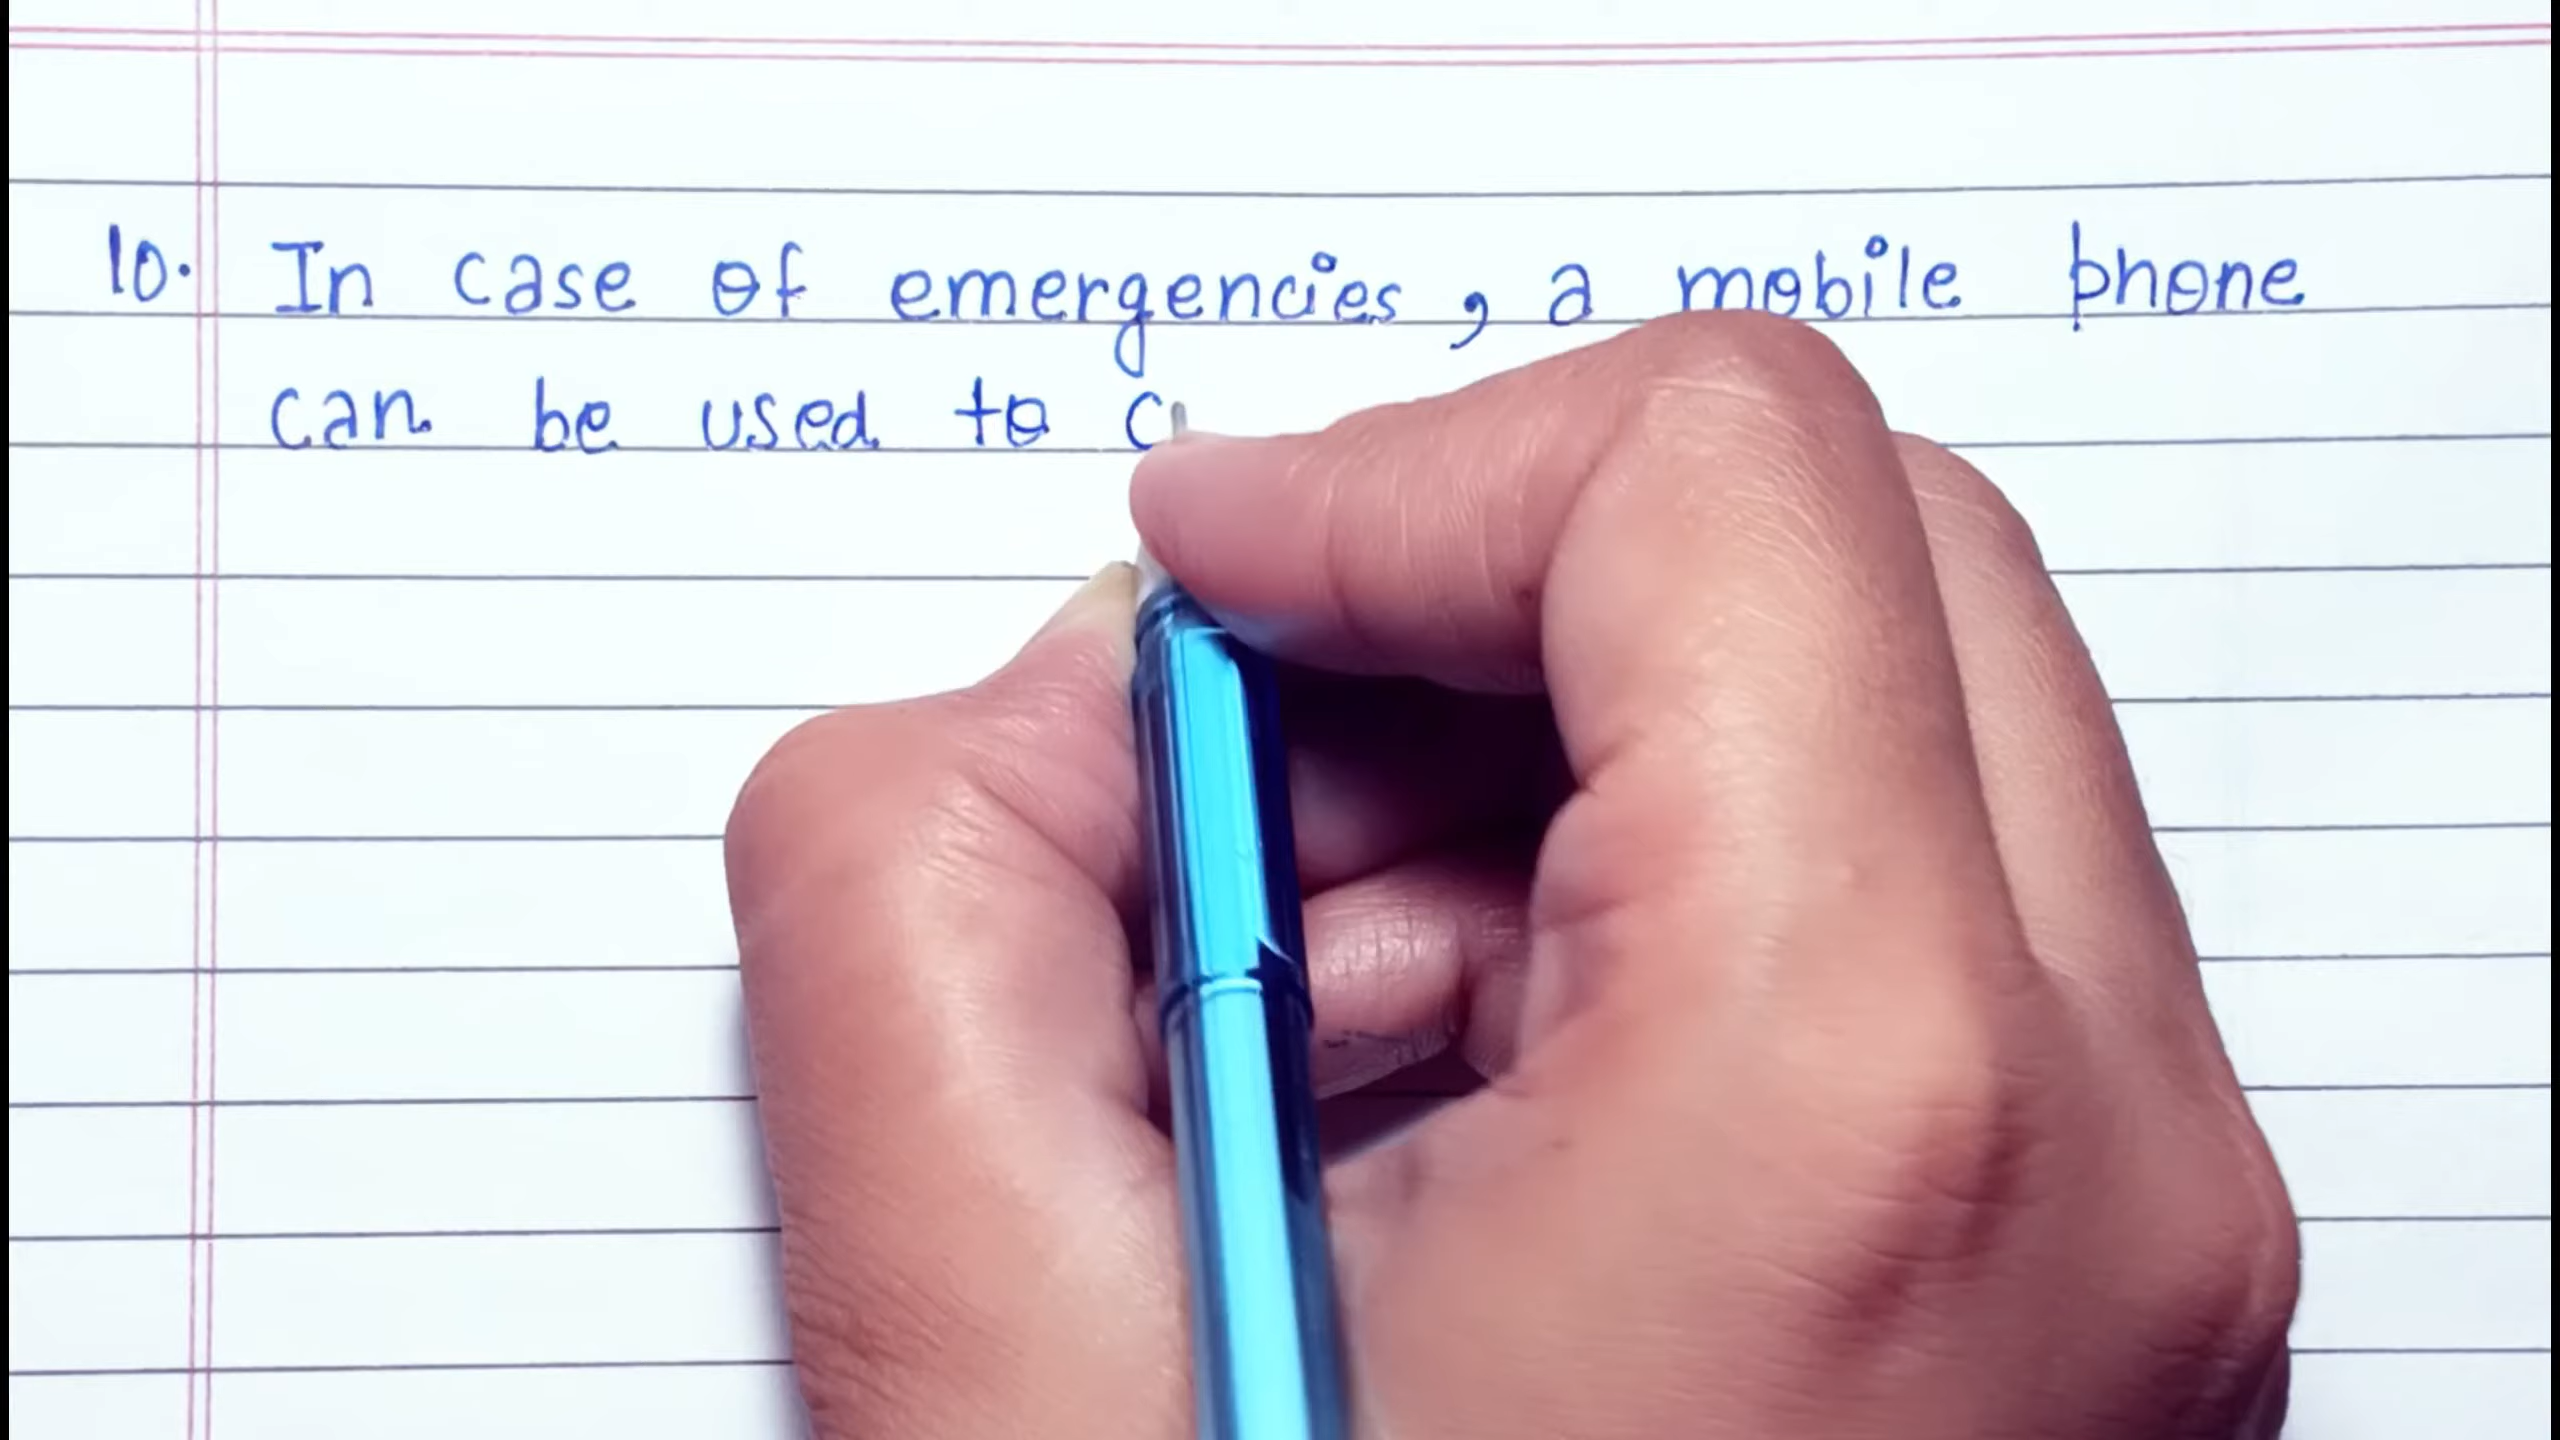 10. In case of emergencies, a mobile phone
can be used to c